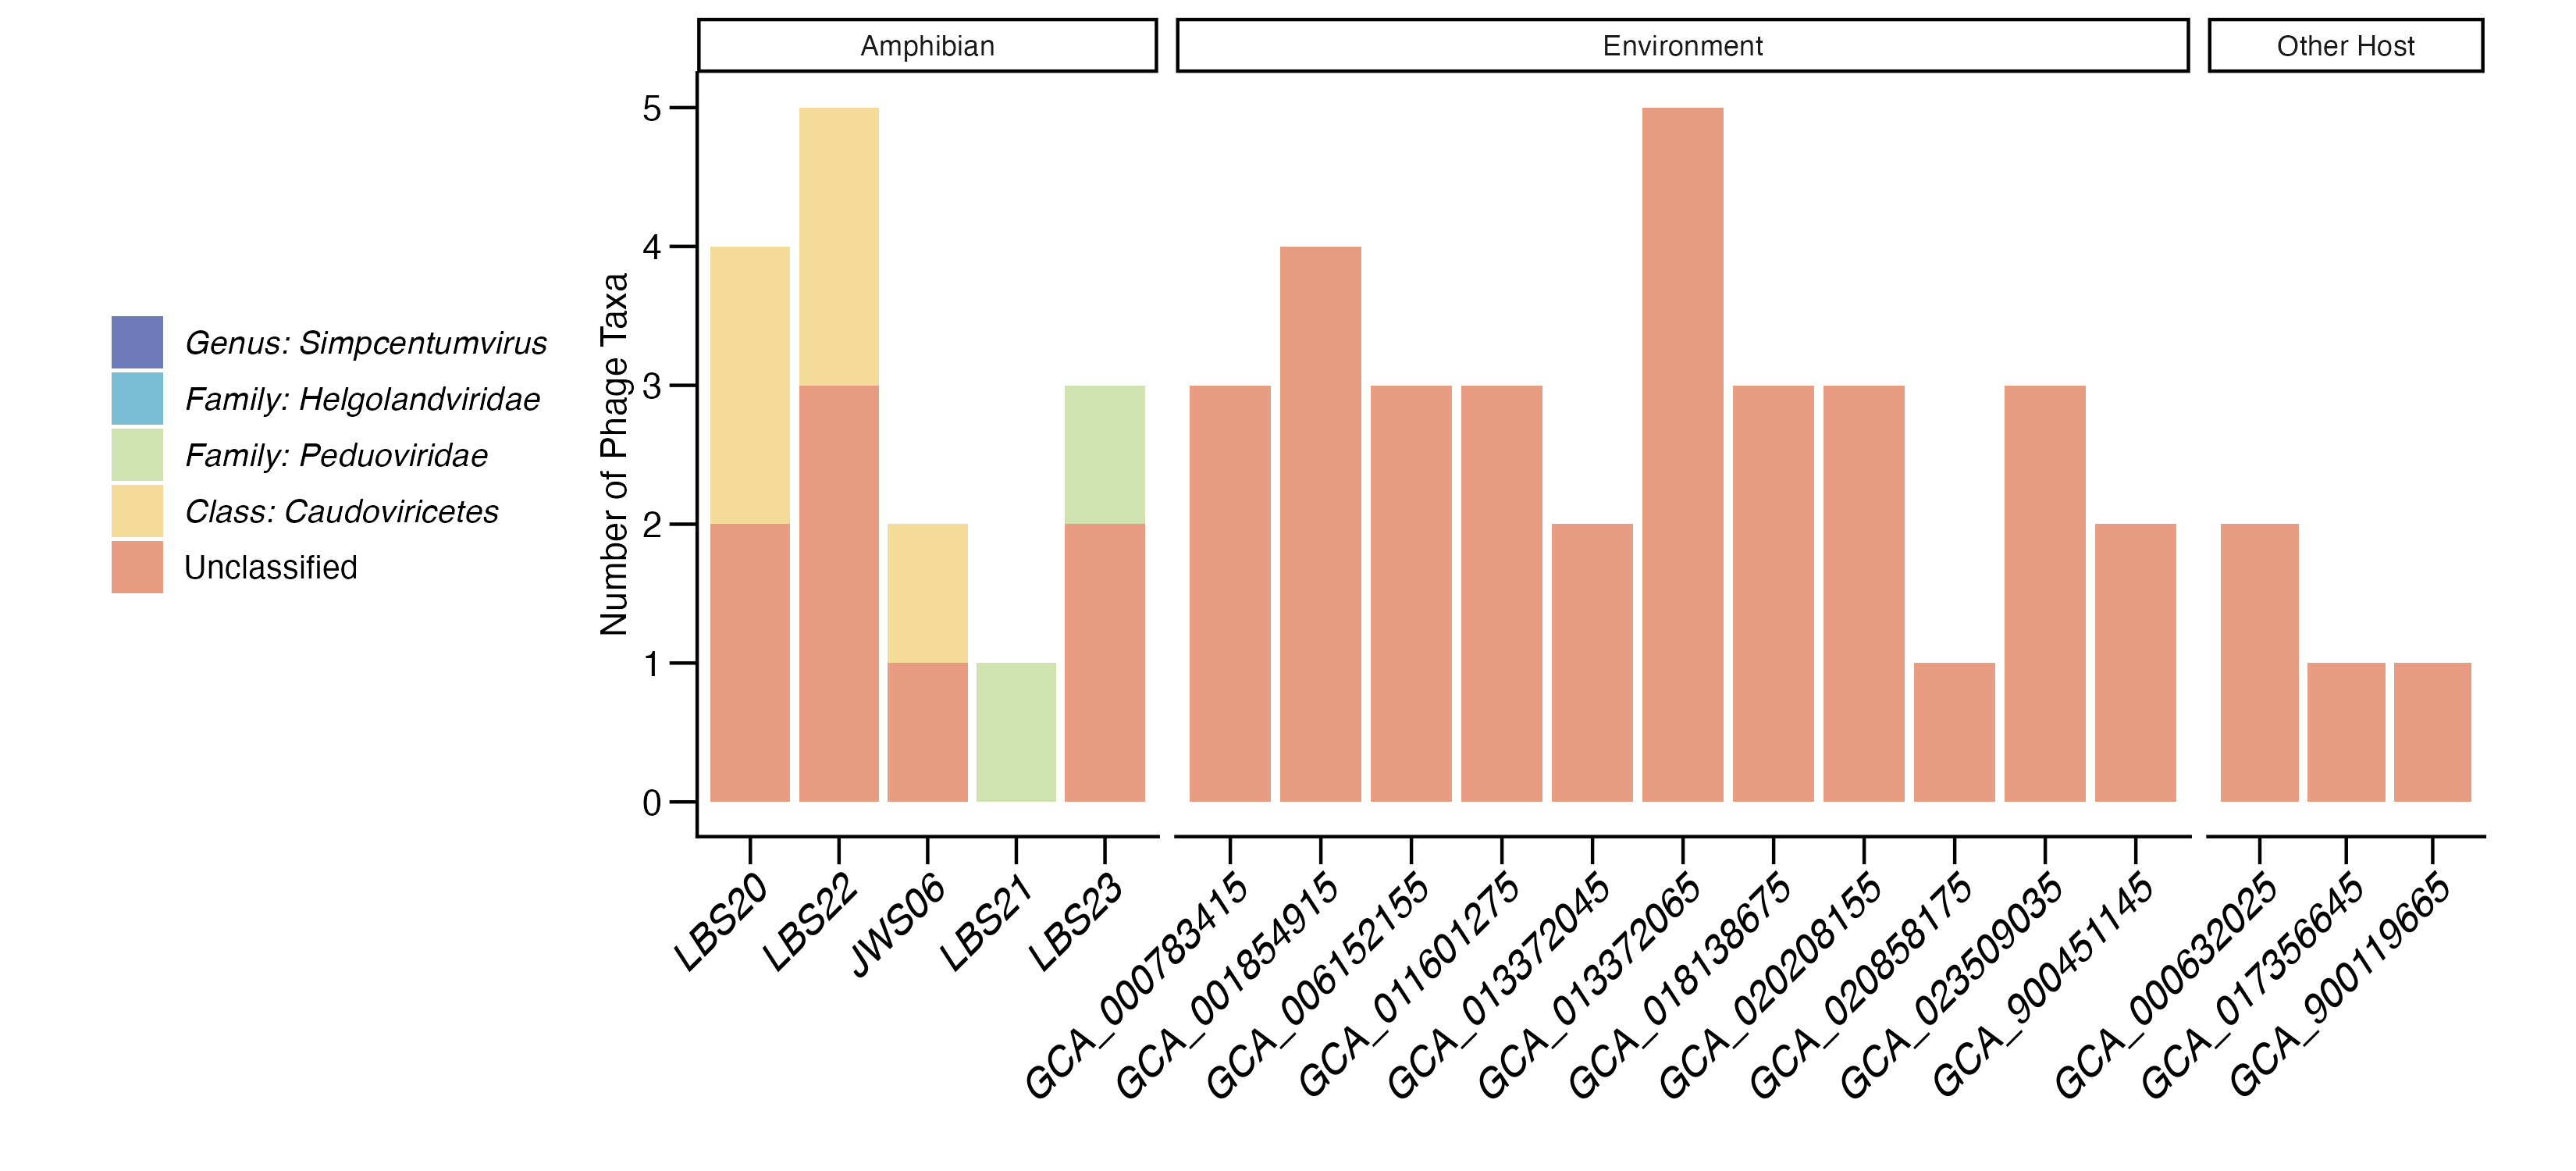 Amphibian
Environment
Other Host
Genus: Simpcentumvirus
Family: Helgolandviridae
Family: Peduoviridae
Class: Caudoviricetes
Unclassified
Number of Phage Taxa
5
4
3
2
1
0
LBS20
LBS22
JWS06
LBS21
LBS23
GCA_000783415
GCA_001854915
GCA_006152155
GCA_011601275
GCA_013372045
GCA_013372065
GCA_018138675
GCA_020208155
GCA_020858175
GCA_023509035
GCA_900451145
GCA_000632025
GCA_017356645
GCA_900119665